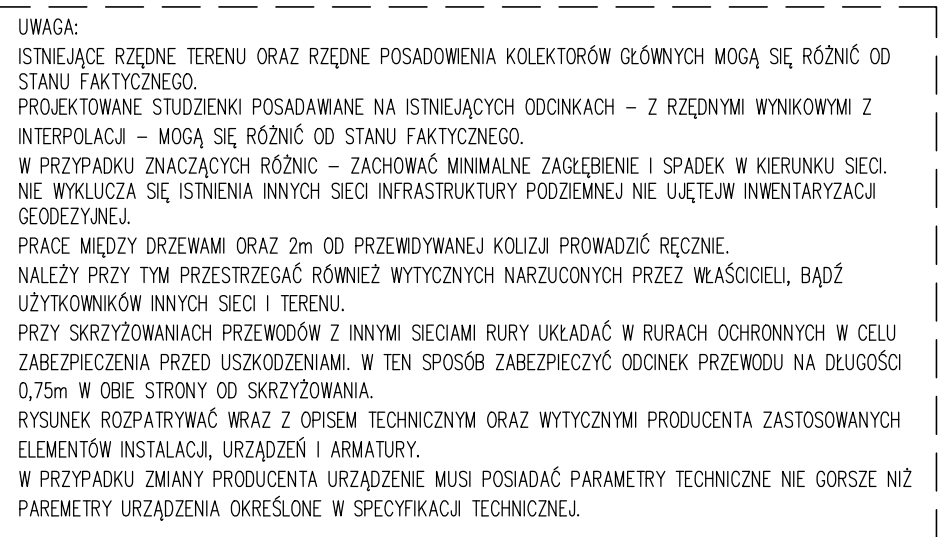 UWAGA:
ISTNIEJĄCE RZĘDNE TERENU ORAZ RZĘDNE POSADOWIENIA KOLEKTORÓW GŁÓWNYCH MOGĄ SIĘ RÓŻNIĆ OD
STANU FAKTYCZNEGO.
PROJEKTOWANE STUDZIENKI POSADAWIANE NA ISTNIEJĄCYCH ODCINKACH – Z RZĘDNYMI WYNIKOWYMI Z
INTERPOLACJI – MOGĄ SIĘ RÓŻNIĆ OD STANU FAKTYCZNEGO.
W PRZYPADKU ZNACZĄCYCH RÓŻNIC – ZACHOWAĆ MINIMALNE ZAGŁĘBIENIE I SPADEK W KIERUNKU SIECI.
NIE WYKLUCZA SIĘ ISTNIENIA INNYCH SIECI INFRASTRUKTURY PODZIEMNEJ NIE UJĘTEJW INWENTARYZACJI
GEODEZYJNEJ.
PRACE MIĘDZY DRZEWAMI ORAZ 2m OD PRZEWIDYWANEJ KOLIZJI PROWADZIĆ RĘCZNIE.
NALEŻY PRZY TYM PRZESTRZEGAĆ RÓWNIEŻ WYTYCZNYCH NARZUCONYCH PRZEZ WŁAŚCICIELI, BĄDŹ
UŻYTKOWNIKÓW INNYCH SIECI I TERENU.
PRZY SKRZYŻOWANIACH PRZEWODÓW Z INNYMI SIECIAMI RURY UKŁADAĆ W RURACH OCHRONNYCH W CELU
ZABEZPIECZENIA PRZED USZKODZENIAMI. W TEN SPOSÓB ZABEZPIECZYĆ ODCINEK PRZEWODU NA DŁUGOŚCI
0,75m W OBIE STRONY OD SKRZYŻOWANIA.
RYSUNEK ROZPATRYWAĆ WRAZ Z OPISEM TECHNICZNYM ORAZ WYTYCZNYMI PRODUCENTA ZASTOSOWANYCH
ELEMENTÓW INSTALACJI, URZĄDZEŃ I ARMATURY.
W PRZYPADKU ZMIANY PRODUCENTA URZĄDZENIE MUSI POSIADAĆ PARAMETRY TECHNICZNE NIE GORSZE NIŻ
PAREMETRY URZĄDZENIA OKREŚLONE W SPECYFIKACJI TECHNICZNEJ.